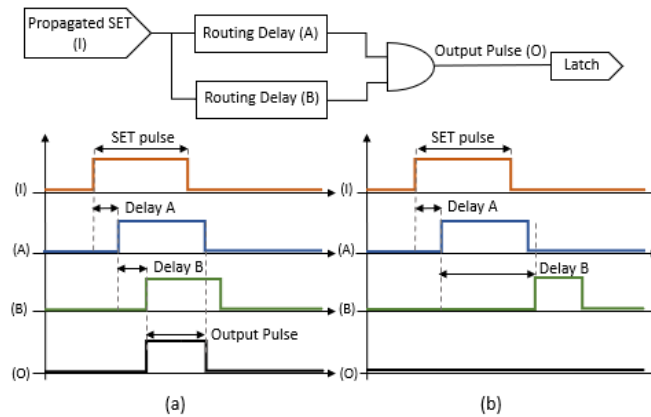 Propagated SET
(I)
Routing Delay (A)
Routing Delay (B)
Output Pulse (O)
Latch
SET pulse
(I)
Delay A
(A)
Delay B
(B)
Output Pulse
(O)
(a)
SET pulse
(I)
Delay A
(A)
Delay B
(B)
(O)
(b)